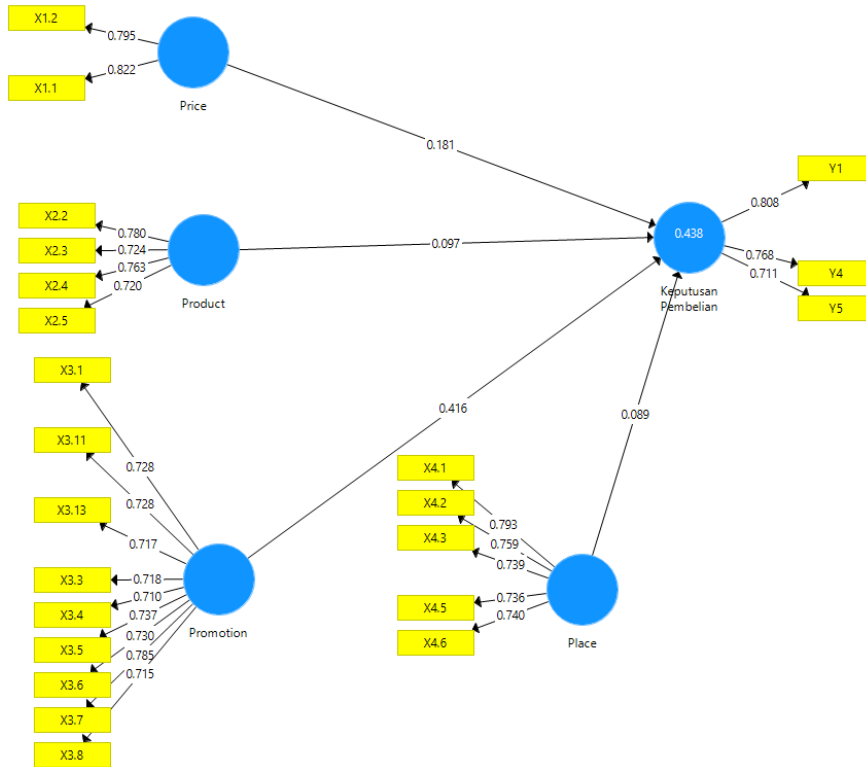 X1.2
0.795
0.822
X1.1
Price
0.181
Y1
0.808
X2.2
0.780
X2.3
0.724
X2.4
0.763
X2.5
0.720
Product
0.097
0.438
Keputusan
Pembelian
0.768
Y4
0.711
Y5
X3.1
0.728
X3.11
0.728
X3.13
0.717
X3.3
0.718
X3.4
0.710
X3.5
0.737
X3.6
0.730
X3.7
0.785
X3.8
0.715
Promotion
0.416
0.089
X4.1
0.793
X4.2
0.759
X4.3
0.739
X4.5
0.736
X4.6
0.740
Place